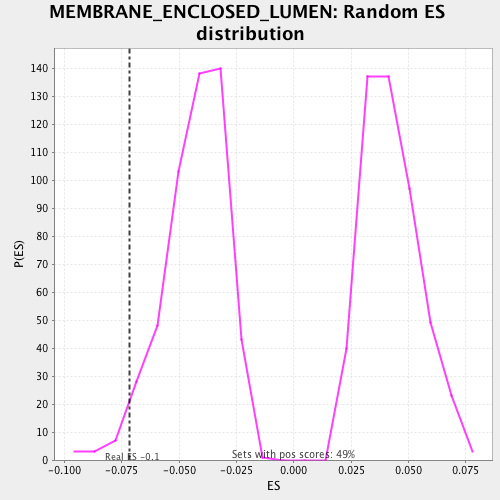 MEMBRANE_ENCLOSED_LUMEN: Random ES
distribution
P(ES)
140
130
120
110
100
90
80
70
60
50
40
30
20
10
0
Real ES -0.1
Sets with pos scores: 49%
-0.100 -0.075 -0.050 -0.025 0.000 0.025 0.050 0.075
ES